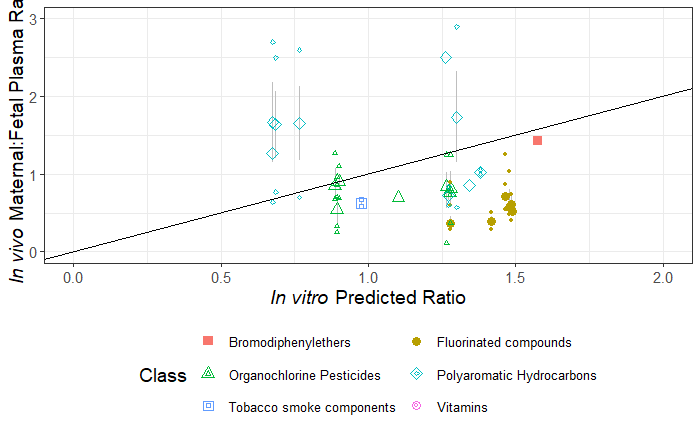 In vivo Maternal:Fetal Plasma Ra
3
2
1
0
0.0 0.5 1.0 1.5 2.0
In vitro Predicted Ratio
Class
Bromodiphenylethers Fluorinated compounds
Organochlorine Pesticides Polyaromatic Hydrocarbons
Tobacco smoke components Vitamins